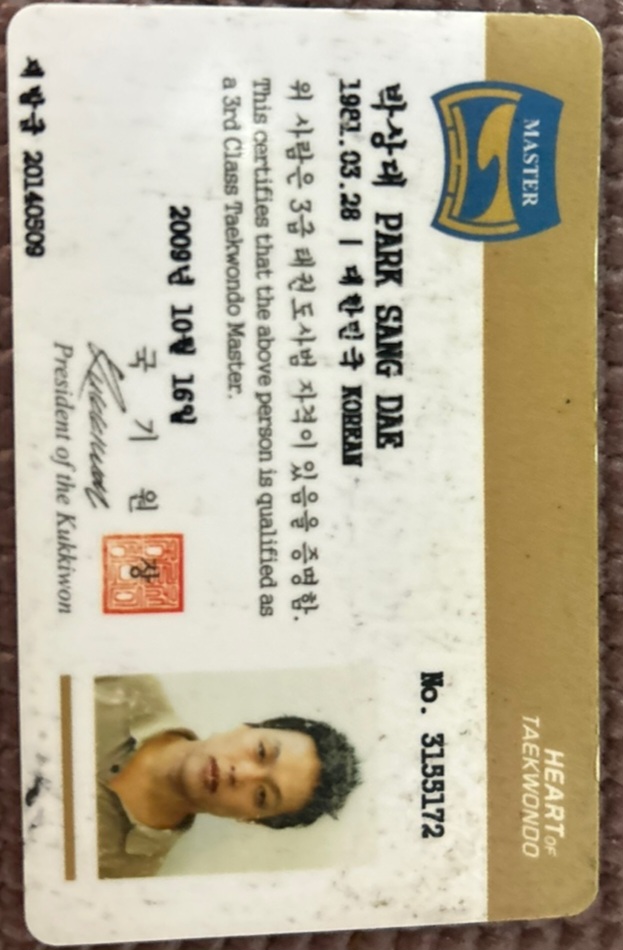 MASTER
HEART OF
TAEKWONDO
No. 3155172
박상대 PARK SANG DAE
1981.03.28 | 대한민국 KOREAN
위 사람은 3급 태권도사범 자격이 있음을 증명함.
This certifies that the above person is qualified as
a 3rd Class Taekwondo Master.
2009년 10월 16일
국 기 원
President of the Kukkiwon
재발급 20140509